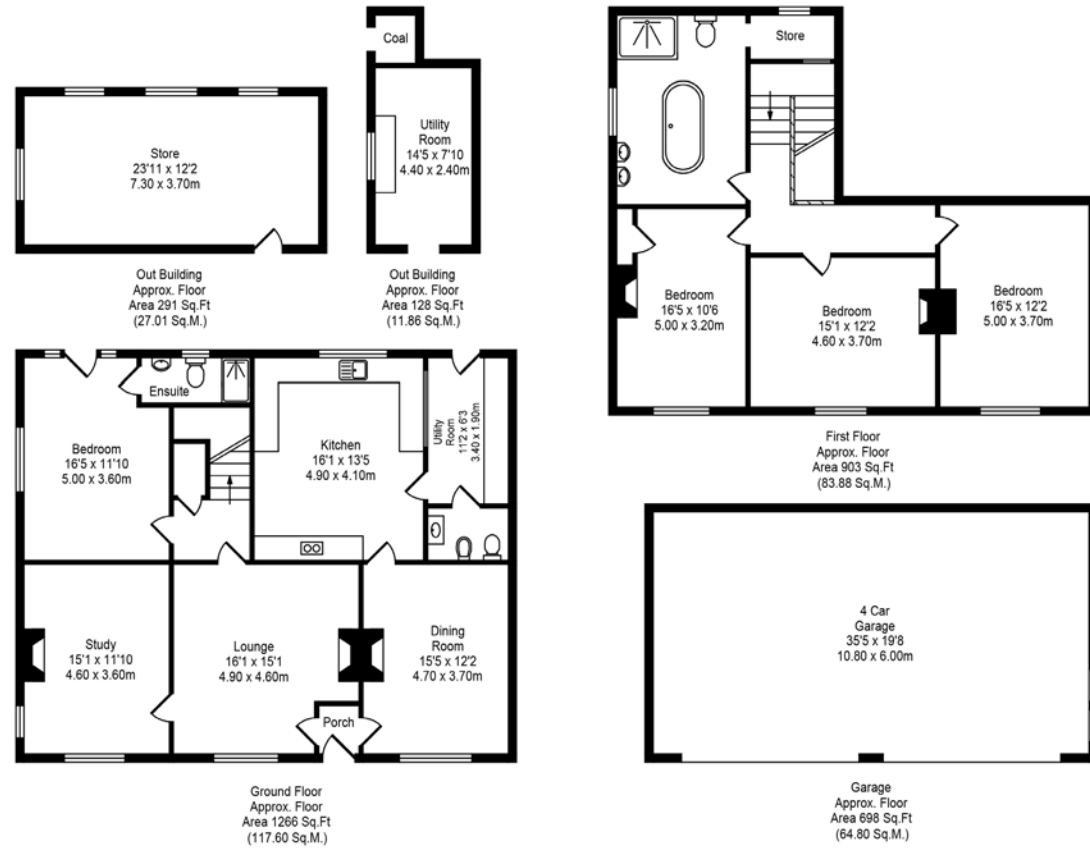 Coal
Store
23'11 x 12'2
7.30 x 3.70m
Out Building
Approx. Floor
Area 291 Sq.Ft
(27.01 Sq.M.)
Utility
Room
14'5 x 7'10
4.40 x 2.40m
Out Building
Approx. Floor
Area 128 Sq.Ft
(11.86 Sq.M.)
Store
Bedroom
16'5 x 10'6
5.00 x 3.20m
Bedroom
15'1 x 12'2
4.60 x 3.70m
Bedroom
16'5 x 12'2
5.00 x 3.70m
First Floor
Approx. Floor
Area 903 Sq.Ft
(83.88 Sq.M.)
Ensuite
Bedroom
16'5 x 11'10
5.00 x 3.60m
Kitchen
16'1 x 13'5
4.90 x 4.10m
Utility
Room
11'2 x 6'3
3.40 x 1.90m
Study
15'1 x 11'10
4.60 x 3.60m
Lounge
16'1 x 15'1
4.90 x 4.60m
Dining
Room
15'5 x 12'2
4.70 x 3.70m
Porch
Ground Floor
Approx. Floor
Area 1266 Sq.Ft
(117.60 Sq.M.)
4 Car
Garage
35'5 x 19'8
10.80 x 6.00m
Garage
Approx. Floor
Area 698 Sq.Ft
(64.80 Sq.M.)